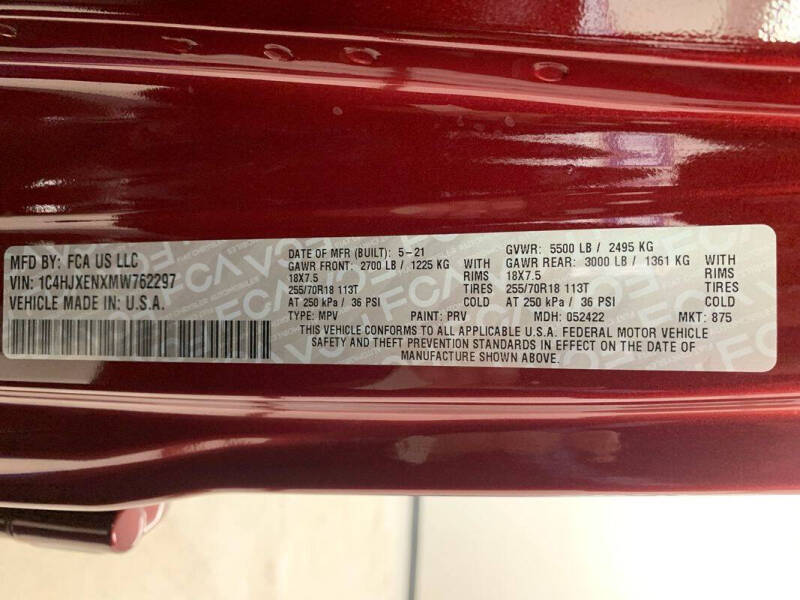 MFD BY: FCA US LLC
VIN: 1C4HJXENXMW762297
VEHICLE MADE IN U.S.A.
DATE OF MFR (BUILT): 5-21 GVWR: 5500 LB / 2495 KG
GAWR FRONT: 2700 LB / 1225 KG WITH GAWR REAR: 3000 LB / 1361 KG WITH
18X7.5 RIMS 18X7.5 RIMS
255/70R18 113T TIRES 255/70R18 113T TIRES
AT 250 kPa / 36 PSI COLD AT 250 kPa / 36 PSI COLD
TYPE: MPV PAINT: PRV MDH: 052422 MKT: 875
THIS VEHICLE CONFORMS TO ALL APPLICABLE U.S.A. FEDERAL MOTOR VEHICLE
SAFETY AND THEFT PREVENTION STANDARDS IN EFFECT ON THE DATE OF
MANUFACTURE SHOWN ABOVE.